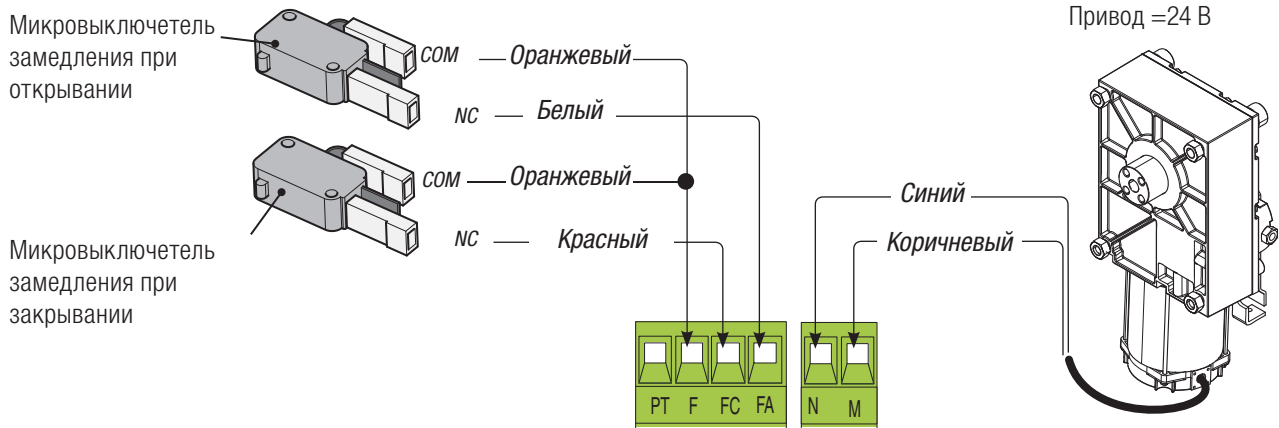 Микровыключетель
замедления при
открывании
COM
Оранжевый
NC
Белый
COM
Оранжевый
NC
Красный
Микровыключетель
замедления при
закрывании
Привод =24 В
Синий
Коричневый
PT F FC FA N M